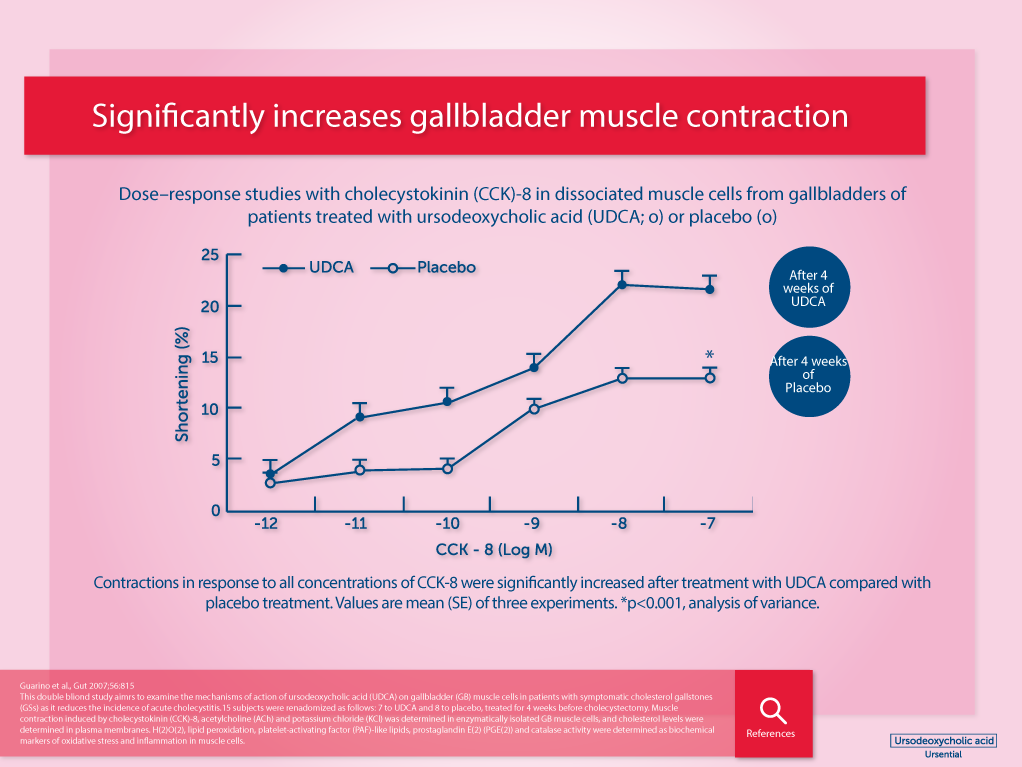 Significantly increases gallbladder muscle contraction
Dose–response studies with cholecystokinin (CCK)-8 in dissociated muscle cells from gallbladders of
patients treated with ursodeoxycholic acid (UDCA; o) or placebo (o)
UDCA
Placebo
25
20
15
10
5
0
Shortening (%)
*
-12
-11
-10
-9
-8
-7
CCK - 8 (Log M)
After 4
weeks of
UDCA
After 4 weeks
of
Placebo
Contractions in response to all concentrations of CCK-8 were significantly increased after treatment with UDCA compared with
placebo treatment. Values are mean (SE) of three experiments. *p<0.001, analysis of variance.
Guarino et al., Gut 2007;56:815
This double bliond study aimrs to examine the mechanisms of action of ursodeoxycholic acid (UDCA) on gallbladder (GB) muscle cells in patients with symptomatic cholesterol gallstones
(GSs) as it reduces the incidence of acute cholecystitis.15 subjects were renadomized as follows: 7 to UDCA and 8 to placebo, treated for 4 weeks before cholecystectomy. Muscle
contraction induced by cholecystokinin (CCK)-8, acetylcholine (ACh) and potassium chloride (KCl) was determined in enzymatically isolated GB muscle cells, and cholesterol levels were
determined in plasma membranes. H(2)O(2), lipid peroxidation, platelet-activating factor (PAF)-like lipids, prostaglandin E(2) (PGE(2)) and catalase activity were determined as biochemical
markers of oxidative stress and inflammation in muscle cells.
References
Ursodeoxycholic acid
Ursential